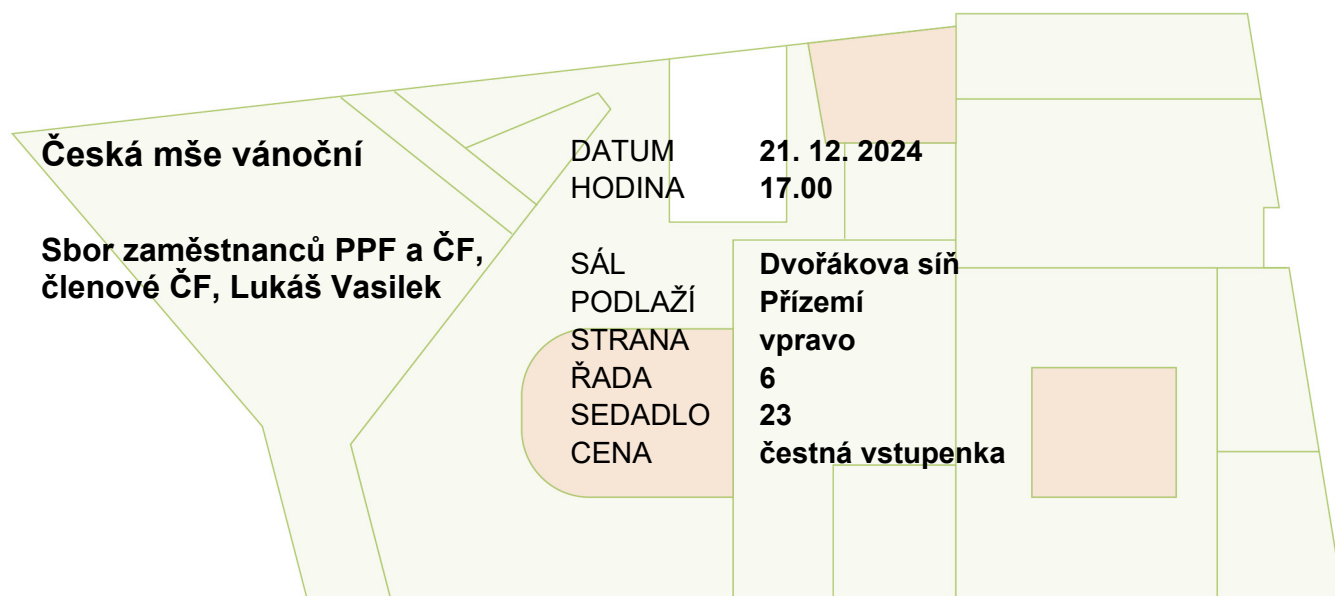 Česká mše vánoční
Sbor zaměstnanců PPF a ČF,
členové ČF, Lukáš Vasilek
DATUM 21. 12. 2024
HODINA 17.00
SÁL Dvořákova síň
PODLAŽÍ Přízemí
STRANA vpravo
ŘADA 6
SEDADLO 23
CENA čestná vstupenka